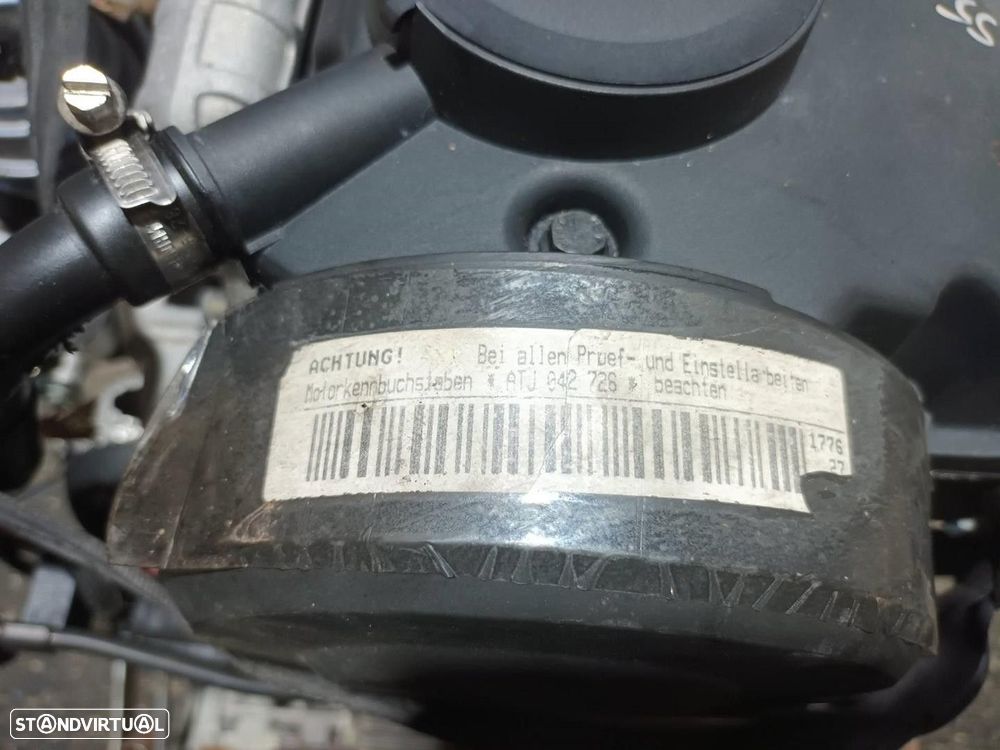 ACHTUNG! Bei allen Pruef- und Einstellarbeiten
Motorkennbuchstaben * ATJ 042 726 * beachten
1776
27
STANDVIRTUAL